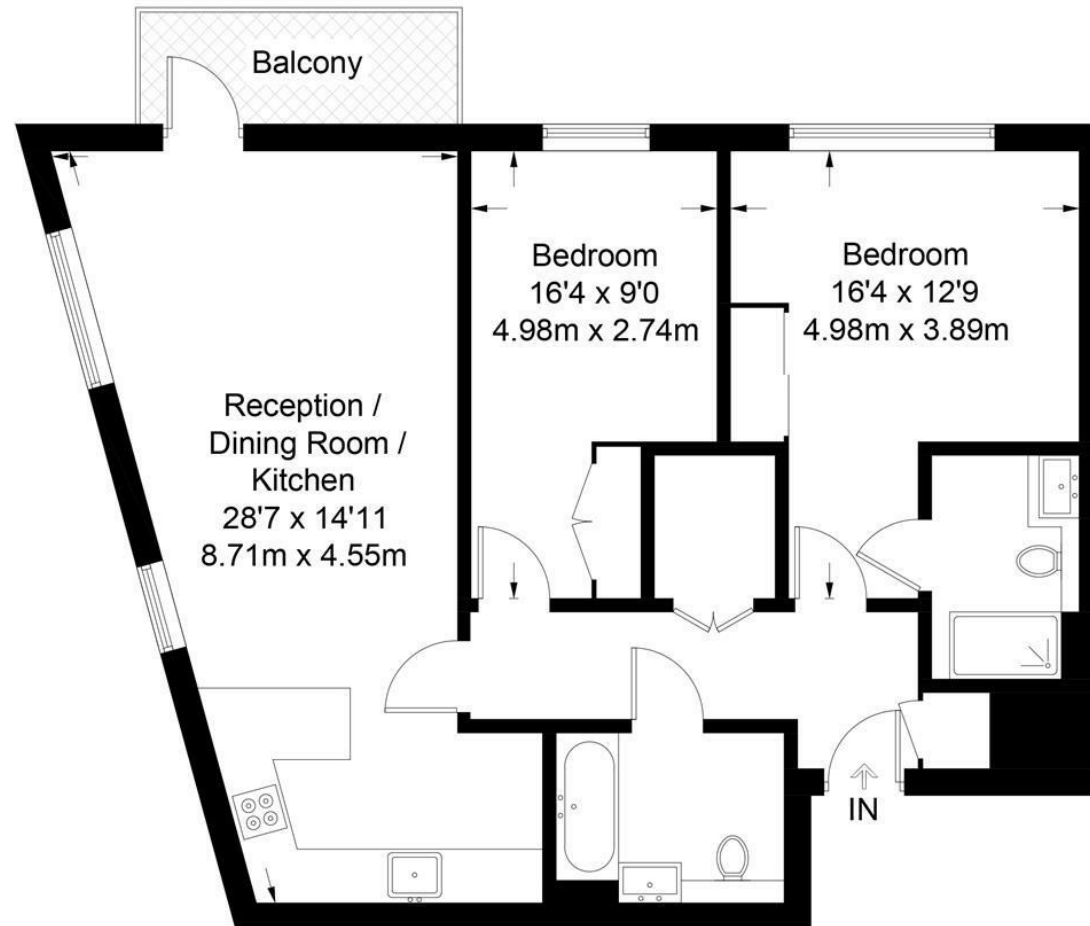 Balcony
Bedroom
16'4 x 9'0
4.98m x 2.74m
Bedroom
16'4 x 12'9
4.98m x 3.89m
Reception /
Dining Room /
Kitchen
28'7 x 14'11
8.71m x 4.55m
IN